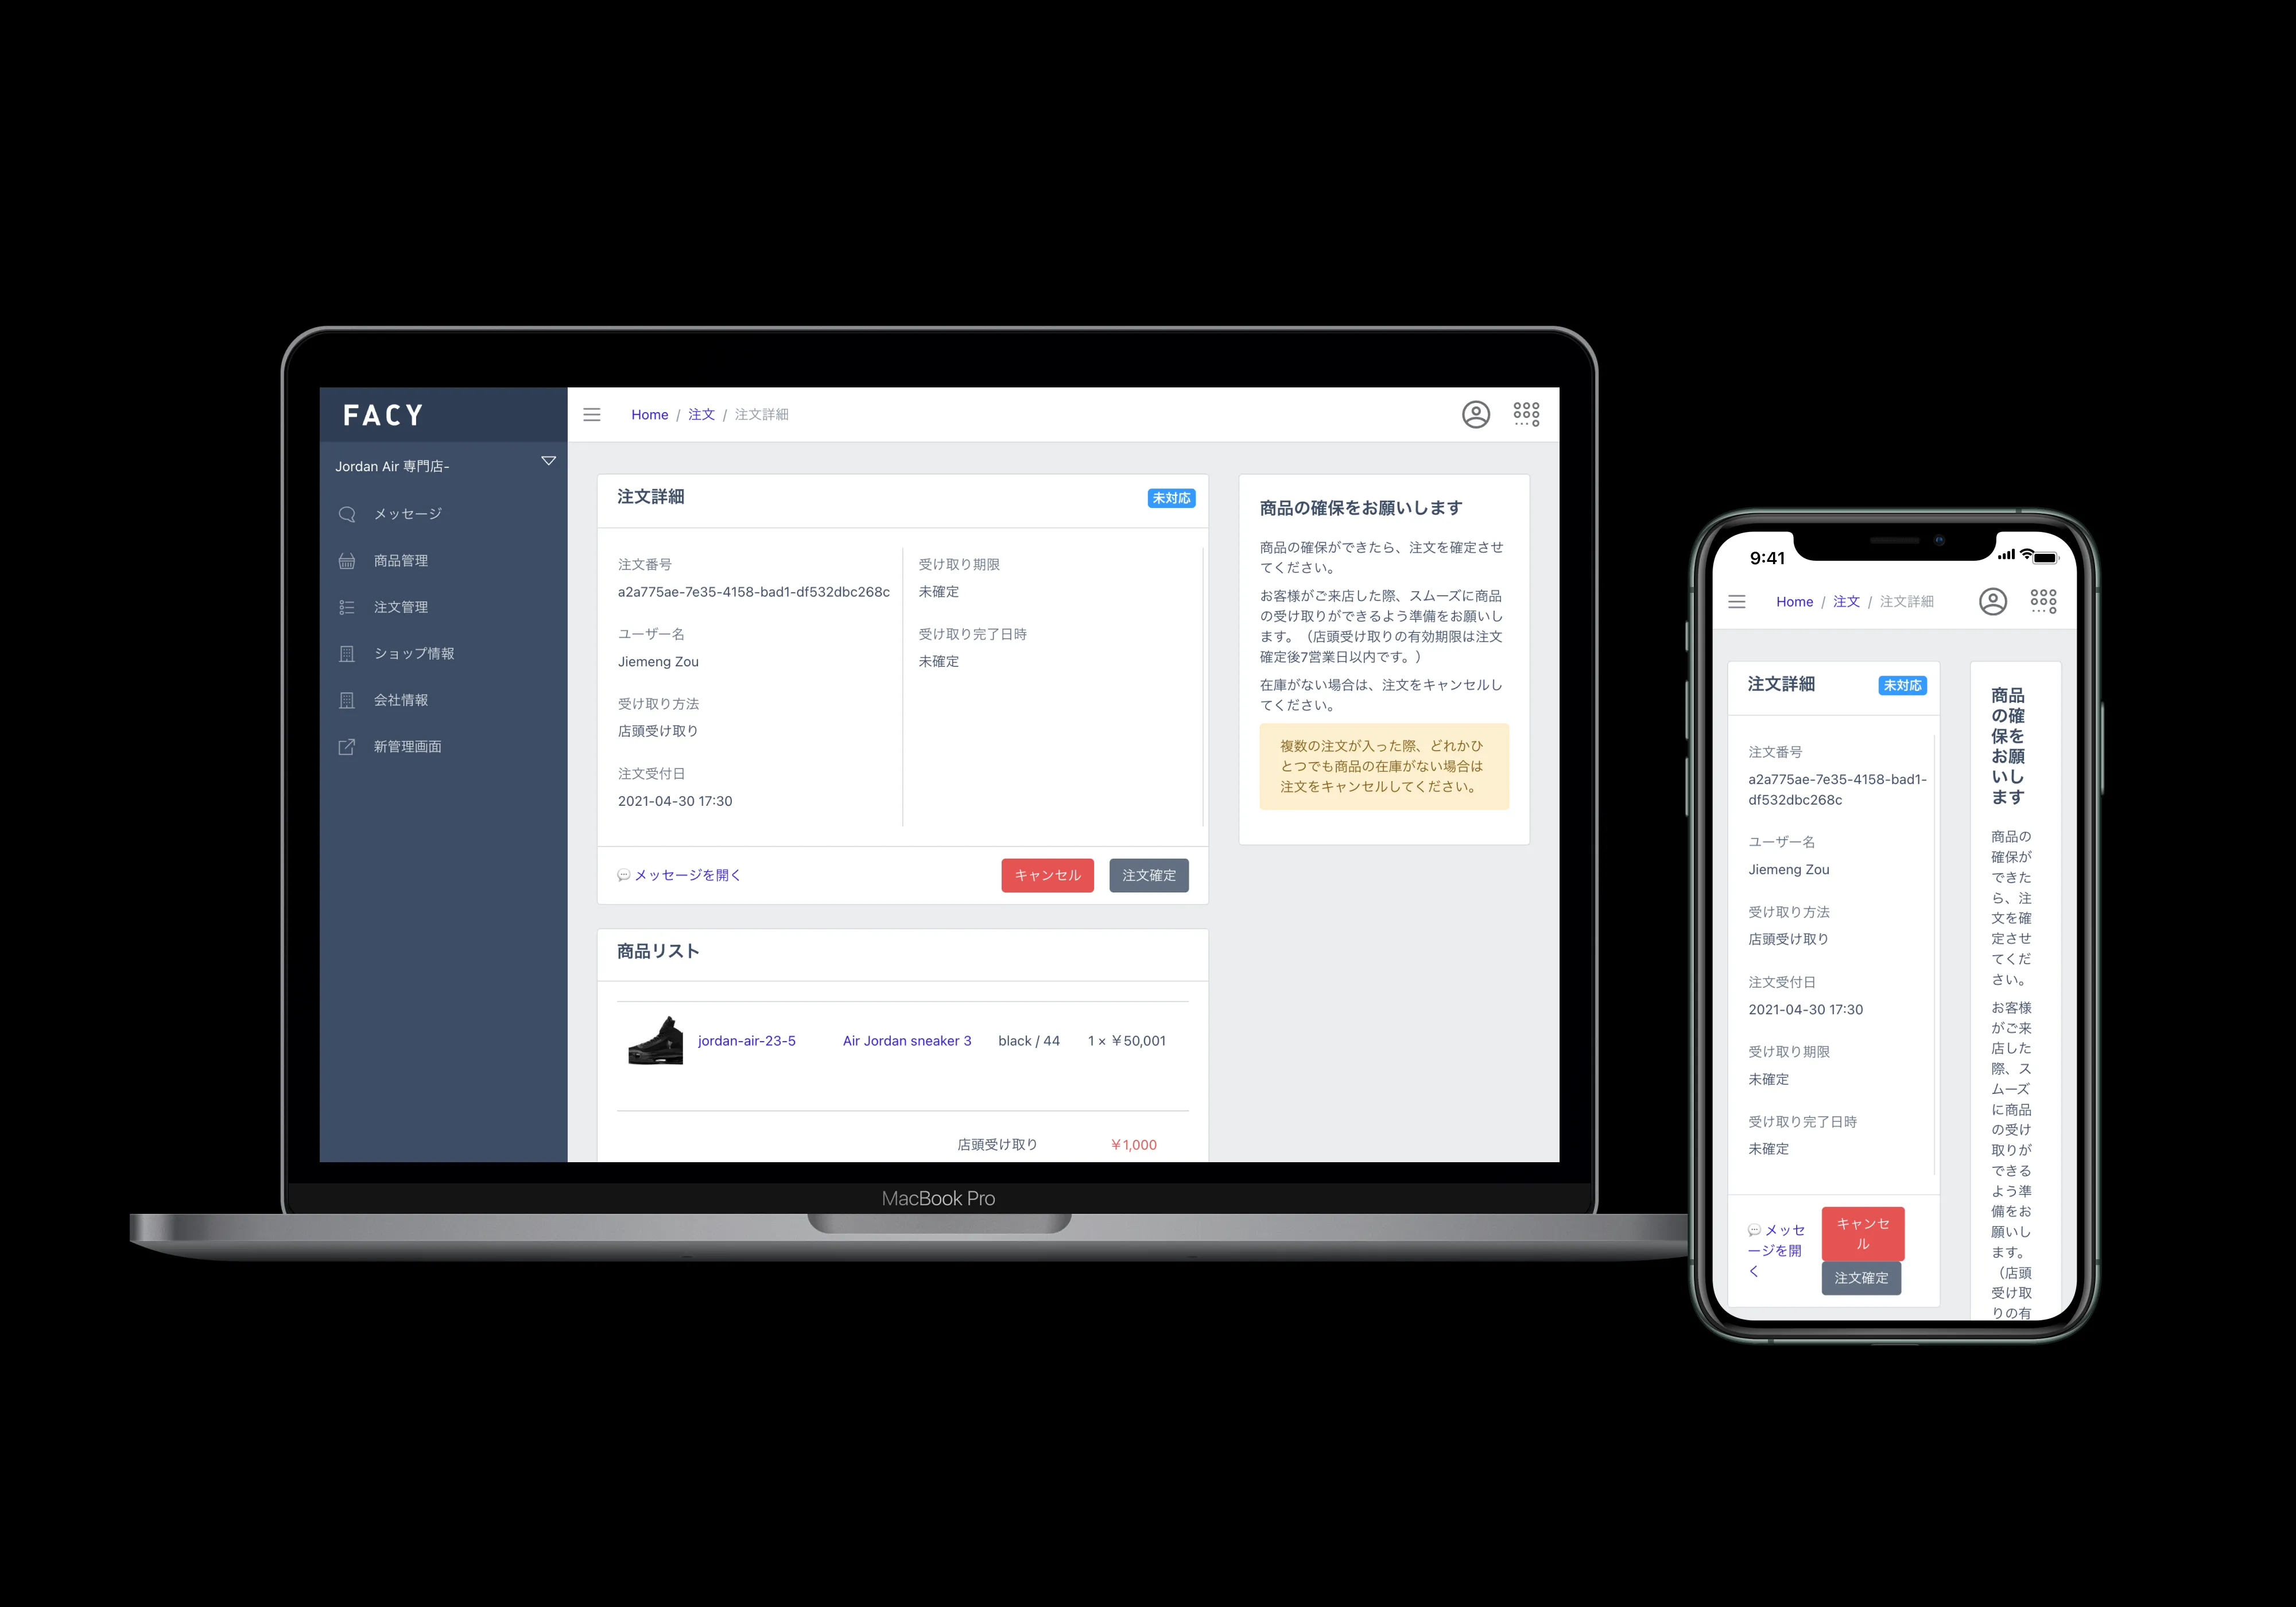 FACY
Jordan Air 専門店-
メッセージ
商品管理
注文管理
ショップ情報
会社情報
新管理画面
Home / 注文 / 注文詳細
注文詳細
未対応
注文番号
a2a775ae-7e35-4158-bad1-df532dbc268c
ユーザー名
Jiemeng Zou
受け取り方法
店頭受け取り
注文受付日
2021-04-30 17:30
受け取り期限
未確定
受け取り完了日時
未確定
メッセージを開く
キャンセル
注文確定
商品の確保をお願いします
商品の確保ができたら、注文を確定させ
てください。
お客様がご来店した際、スムーズに商品
の受け取りができるよう準備をお願いし
ます。（店頭受け取りの有効期限は注文
確定後7営業日以内です。）
在庫がない場合は、注文をキャンセルし
てください。
複数の注文が入った際、どれかひ
とつでも商品の在庫がない場合は
注文をキャンセルしてください。
商品リスト
jordan-air-23-5
Air Jordan sneaker 3
black / 44
1 × ￥50,001
店頭受け取り
￥1,000
MacBook Pro
9:41
Home / 注文 / 注文詳細
注文詳細
未対応
注文番号
a2a775ae-7e35-4158-bad1-
df532dbc268c
ユーザー名
Jiemeng Zou
受け取り方法
店頭受け取り
注文受付日
2021-04-30 17:30
受け取り期限
未確定
受け取り完了日時
未確定
メッセ
ージを開
く
キャンセ
ル
注文確定
商品
の確
保を
お願
いし
ます
商品の
確保が
できた
ら、注
文を確
定させ
てくだ
さい。
お客様
がご来
店した
際、ス
ムーズ
に商品
の受け
取りが
できる
よう準
備をお
願いし
ます。
（店頭
受け取
りの有